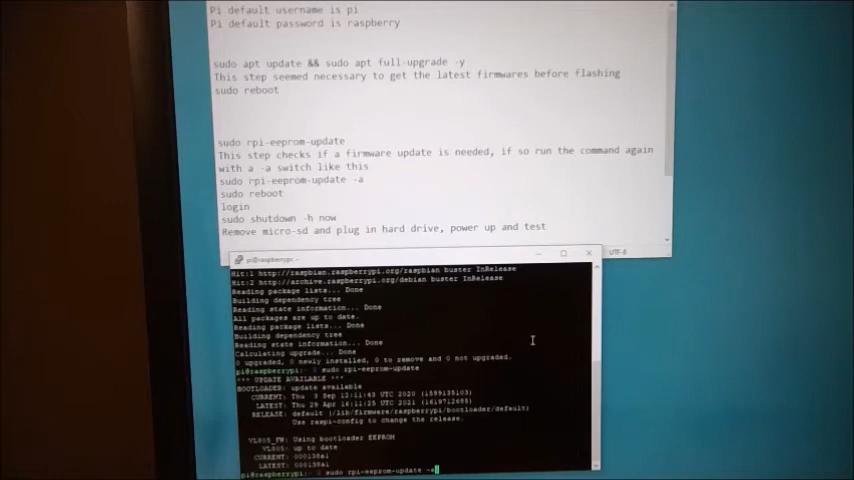 Pi default username is pi
Pi default password is raspberry
sudo apt update && sudo apt full-upgrade -y
This step seemed necessary to get the latest firmwares before flashing
sudo reboot
sudo rpi-eeprom-update
This step checks if a firmware update is needed, if so run the command again
with a -a switch like this
sudo rpi-eeprom-update -a
sudo reboot
login
sudo shutdown -h now
Remove micro-sd and plug in hard drive, power up and test
UTF-8
pi@raspberrypi: ~
Hit:1 http://raspbian.raspberrypi.org/raspbian buster InRelease
Hit:2 http://archive.raspberrypi.org/debian buster InRelease
Reading package lists... Done
Building dependency tree
Reading state information... Done
All packages are up to date.
Reading package lists... Done
Building dependency tree
Reading state information... Done
Calculating upgrade... Done
0 upgraded, 0 newly installed, 0 to remove and 0 not upgraded.
pi@raspberrypi:~ $ sudo rpi-eeprom-update
*** UPDATE AVAILABLE ***
BOOTLOADER: update available
CURRENT: Thu 3 Sep 12:11:43 UTC 2020 (1599135103)
LATEST: Thu 29 Apr 16:11:25 UTC 2021 (1619712685)
RELEASE: default (/lib/firmware/raspberrypi/bootloader/default)
Use raspi-config to change the release.
VL805_FW: Using bootloader EEPROM
VL805: up to date
CURRENT: 000138a1
LATEST: 000138a1
pi@raspberrypi:~ $ sudo rpi-eeprom-update -a